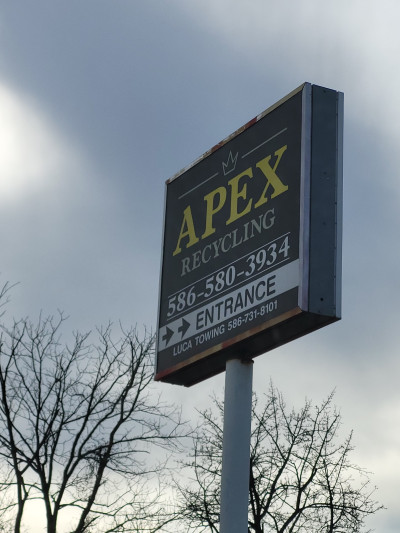 APEX
RECYCLING
586-580-3934
ENTRANCE
LUCA TOWING 586-731-8101